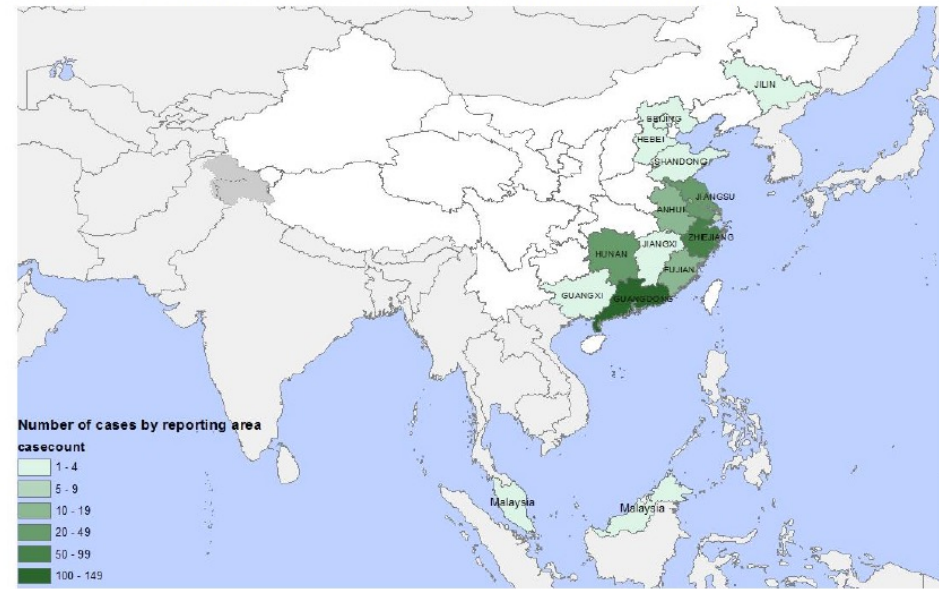 JILIN
BEIJING
HEBEI
SHANDONG
JIANGSU
ANHUI
ZHEJIANG
HUNAN
JIANGXI
FUJIAN
GUANGXI
GUANGDONG
Number of cases by reporting area
casecount
1 - 4
5 - 9
10 - 19
20 - 49
50 - 99
100 - 149
Malaysia
Malaysia